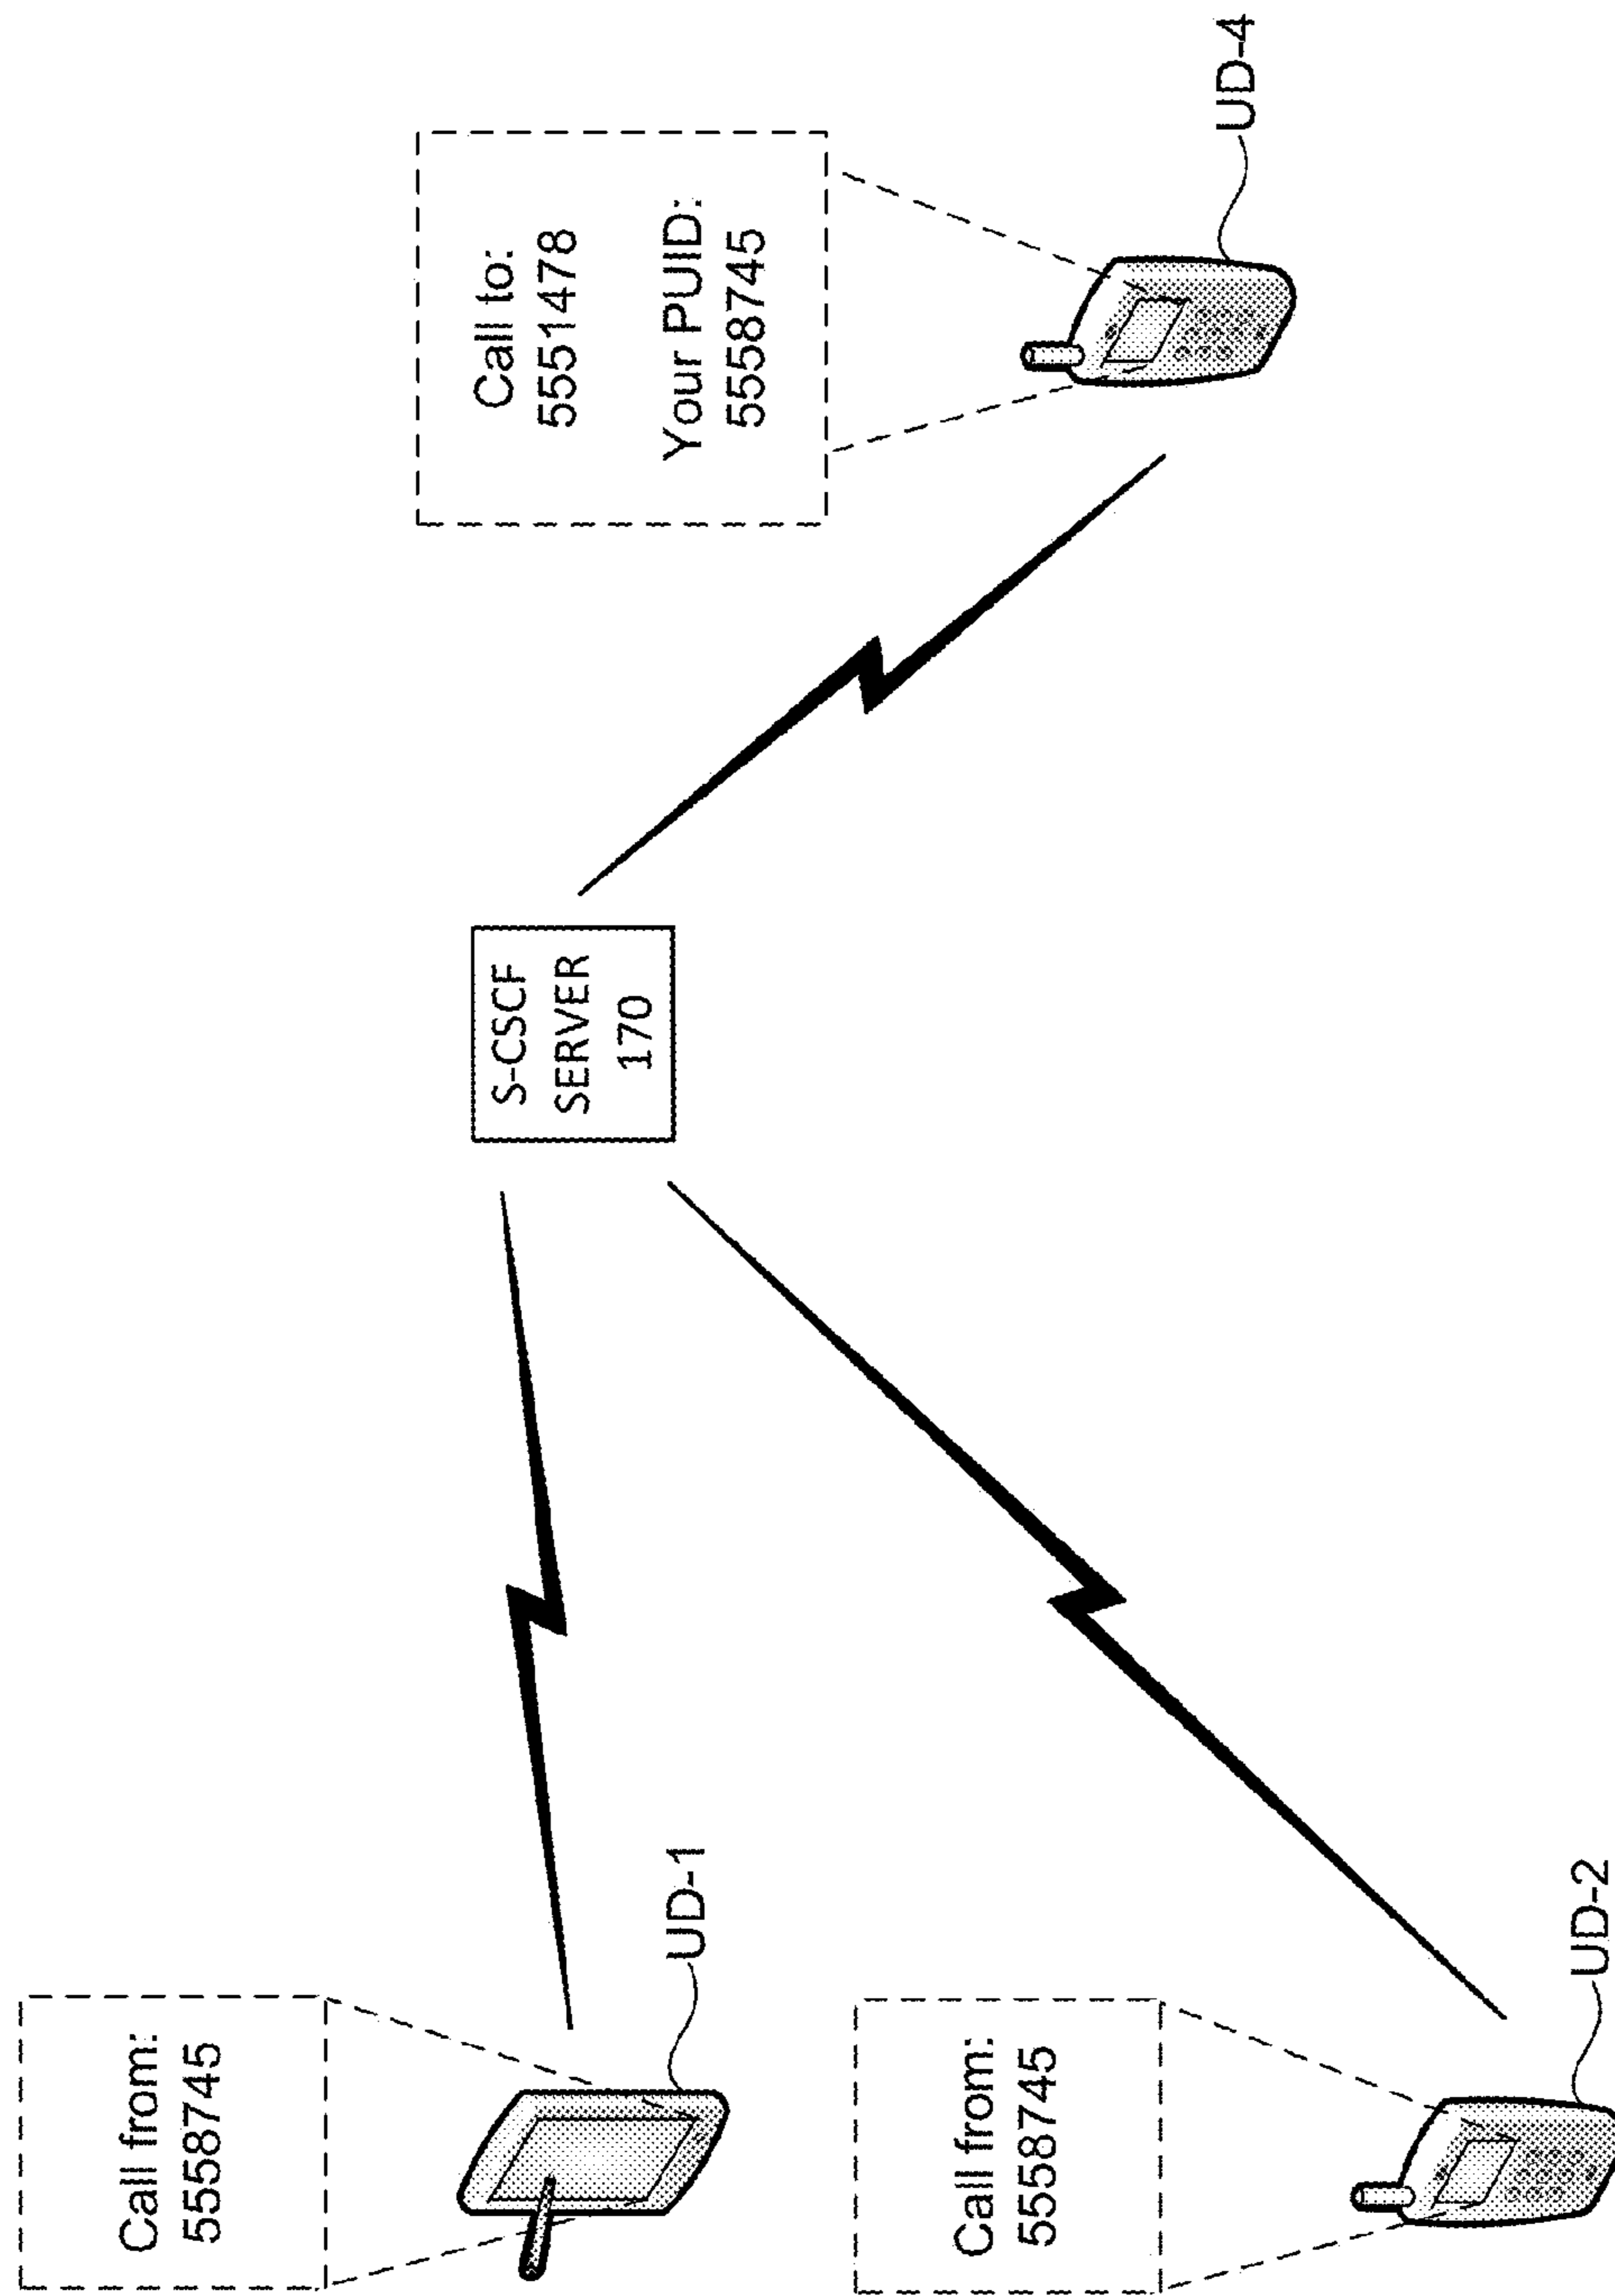 Call from:
5558745
UD-1
Call from:
5558745
UD-2
S-CSCF
SERVER
170
Call to:
5551478
Your PUID:
5558745
UD-4